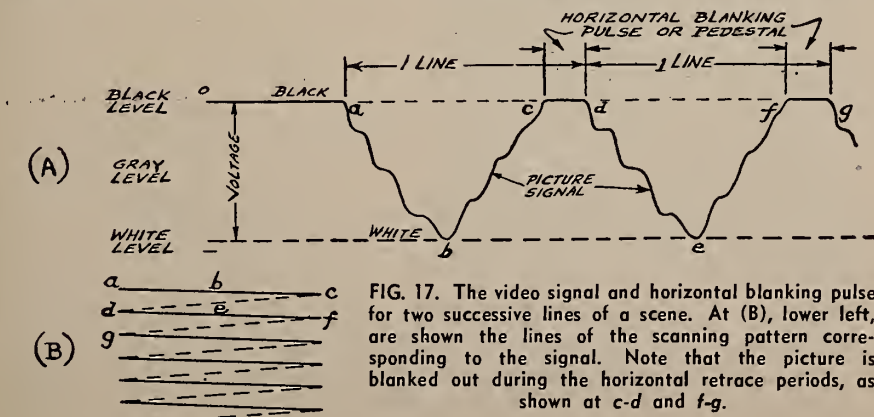 HORIZONTAL BLANKING
PULSE OR PEDESTAL
1 LINE
1 LINE
BLACK
LEVEL
O
BLACK
a
c
d
f
g
(A)
GRAY
LEVEL
VOLTAGE
PICTURE
SIGNAL
WHITE
LEVEL
WHITE
b
e
a
b
c
d
e
f
g
(B)
FIG. 17. The video signal and horizontal blanking pulse
for two successive lines of a scene. At (B), lower left,
are shown the lines of the scanning pattern corre-
sponding to the signal. Note that the picture is
blanked out during the horizontal retrace periods, as
shown at c-d and f-g.